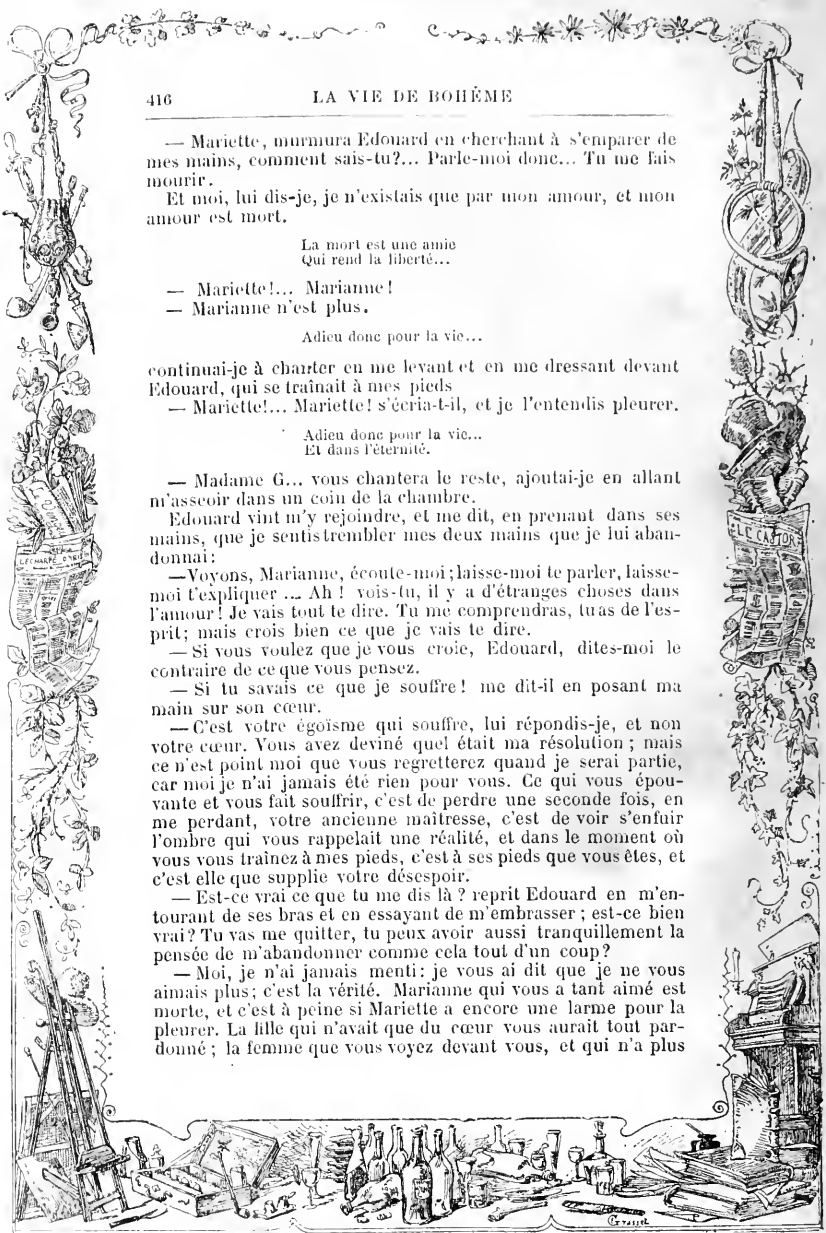 416 LA VIE DE BOHÊME
— Mariette, murmura Edouard en cherchant à s'emparer de
mes mains, comment sais-tu?... Parle-moi donc... Tu me fais
mourir.
Et moi, lui dis-je, je n'existais que par mon amour, et mon
amour est mort.
La mort est une amie
Qui rend la liberté...
— Mariette!... Marianne!
— Marianne n'est plus.
Adieu donc pour la vie...
continuai-je à chanter en me levant et en me dressant devant
Edouard, qui se traînait à mes pieds
— Mariette!... Mariette! s'écria-t-il, et je l'entendis pleurer.
Adieu donc pour la vie...
Et dans l'éternité.
— Madame G... vous chantera le reste, ajoutai-je en allant
m'asseoir dans un coin de la chambre.
Edouard vint m'y rejoindre, et me dit, en prenant dans ses
mains, que je sentis trembler mes deux mains que je lui aban-
donnai:
—Voyons, Marianne, écoute-moi; laisse-moi te parler, laisse-
moi t'expliquer ... Ah ! vois-tu, il y a d'étranges choses dans
l'amour! Je vais tout te dire. Tu me comprendras, tu as de l'es-
prit; mais crois bien ce que je vais te dire.
— Si vous voulez que je vous croie, Edouard, dites-moi le
contraire de ce que vous pensez.
— Si tu savais ce que je souffre! me dit-il en posant ma
main sur son cœur.
— C'est votre égoïsme qui souffre, lui répondis-je, et non
votre cœur. Vous avez deviné quel était ma résolution ; mais
ce n'est point moi que vous regretterez quand je serai partie,
car moi je n'ai jamais été rien pour vous. Ce qui vous épou-
vante et vous fait souffrir, c'est de perdre une seconde fois, en
me perdant, votre ancienne maîtresse, c'est de voir s'enfuir
l'ombre qui vous rappelait une réalité, et dans le moment où
vous vous traînez à mes pieds, c'est à ses pieds que vous êtes, et
c'est elle que supplie votre désespoir.
— Est-ce vrai ce que tu me dis là ? reprit Edouard en m'en-
tourant de ses bras et en essayant de m'embrasser ; est-ce bien
vrai? Tu vas me quitter, tu peux avoir aussi tranquillement la
pensée de m'abandonner comme cela tout d'un coup?
— Moi, je n'ai jamais menti: je vous ai dit que je ne vous
aimais plus; c'est la vérité. Marianne qui vous a tant aimé est
morte, et c'est à peine si Mariette a encore une larme pour la
pleurer. La fille qui n'avait que du cœur vous aurait tout par-
donné ; la femme que vous voyez devant vous, et qui n'a plus
L'ECHARPE D'IRIS
LE CASTOR
Grasset